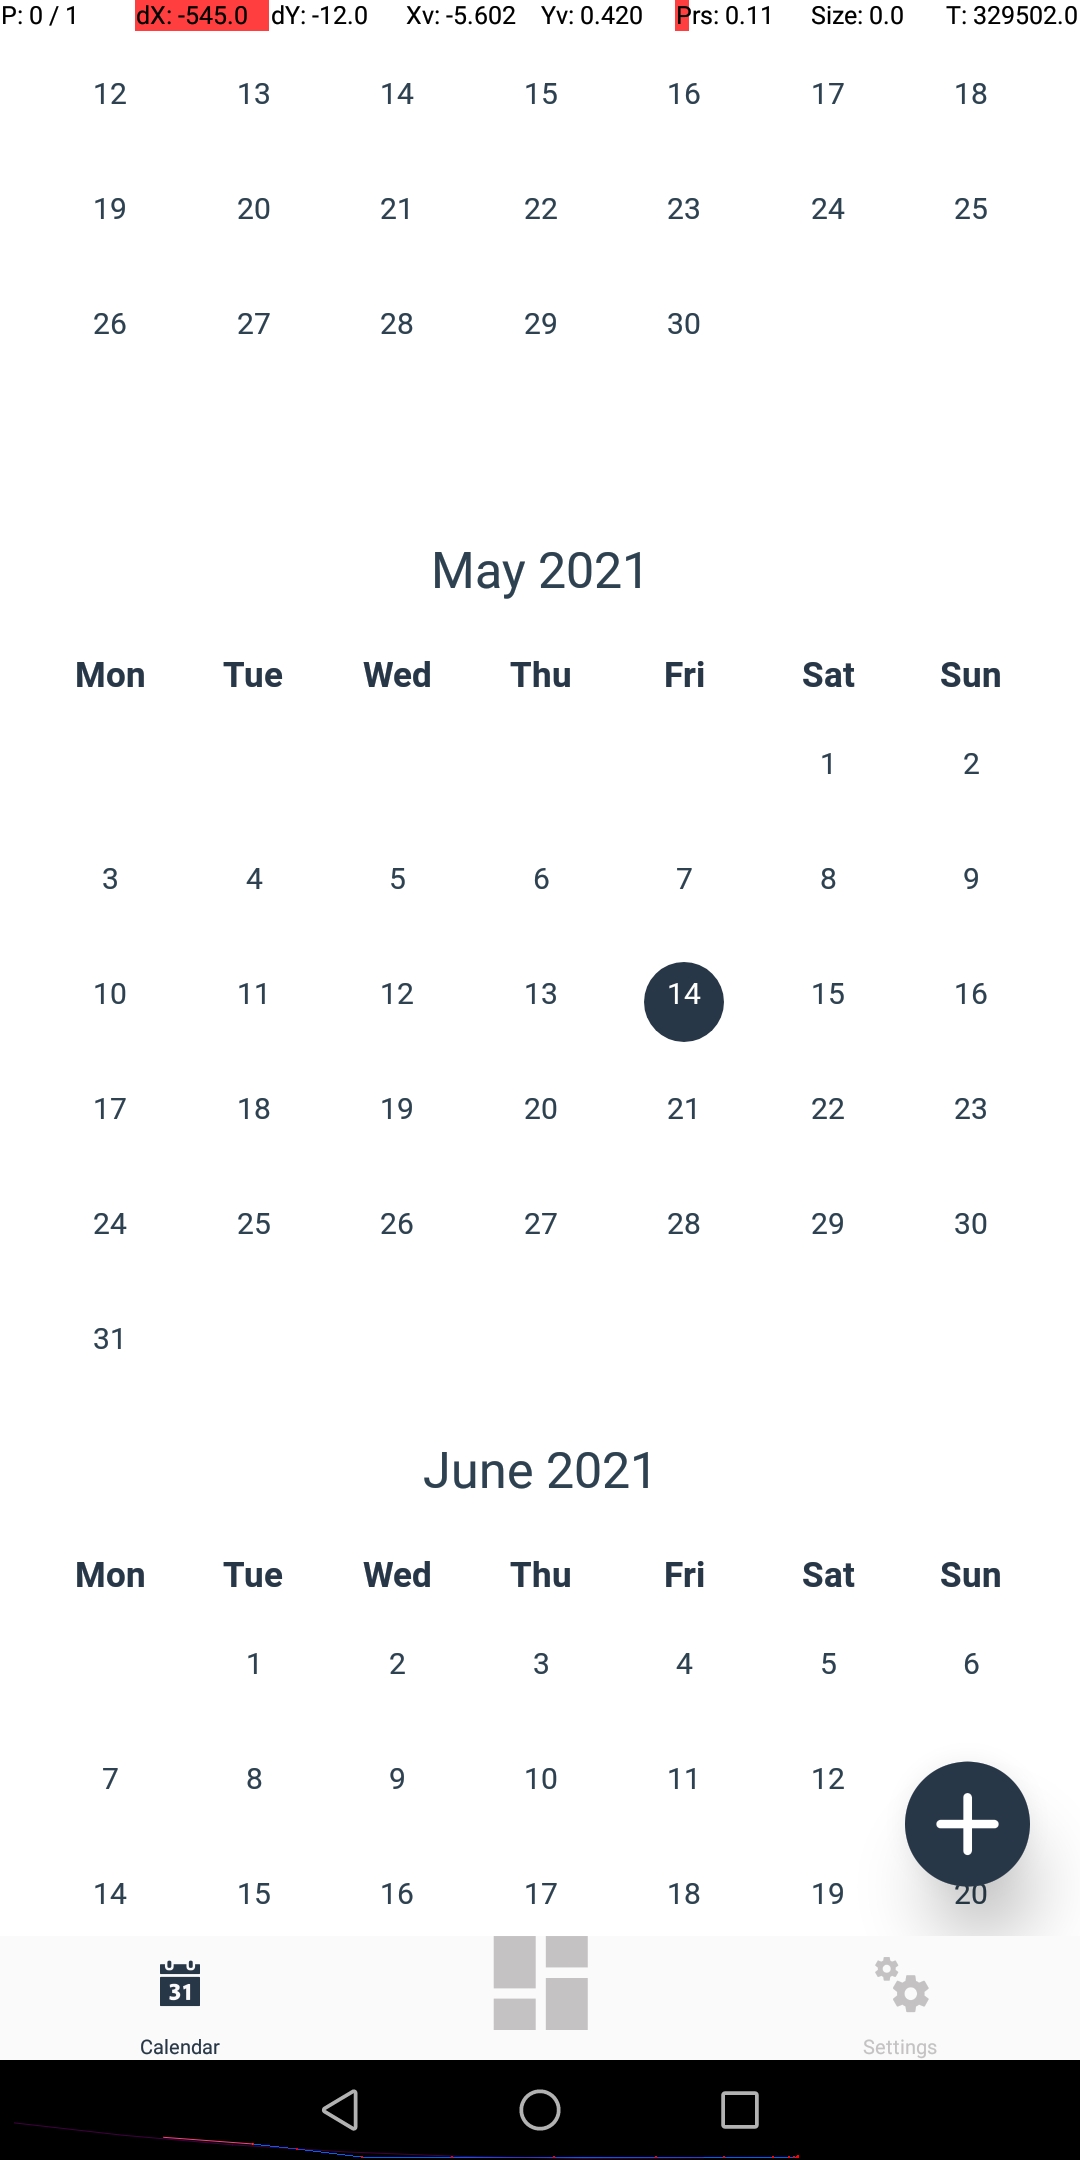 P: 0 / 1 dX: -545.0 dY: -12.0 Xv: -5.602 Yv: 0.420 Prs: 0.11 Size: 0.0 T: 329502.0
12 13 14 15 16 17 18
19 20 21 22 23 24 25
26 27 28 29 30
May 2021
Mon Tue Wed Thu Fri Sat Sun
1 2
3 4 5 6 7 8 9
10 11 12 13 14 15 16
17 18 19 20 21 22 23
24 25 26 27 28 29 30
31
June 2021
Mon Tue Wed Thu Fri Sat Sun
1 2 3 4 5 6
7 8 9 10 11 12
14 15 16 17 18 19 20
31
Calendar Settings